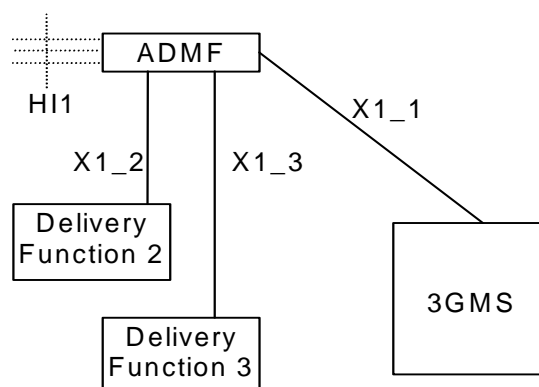 ADMF
HI1
X1_1
X1_2
X1_3
Delivery
Function 2
3GMS
Delivery
Function 3